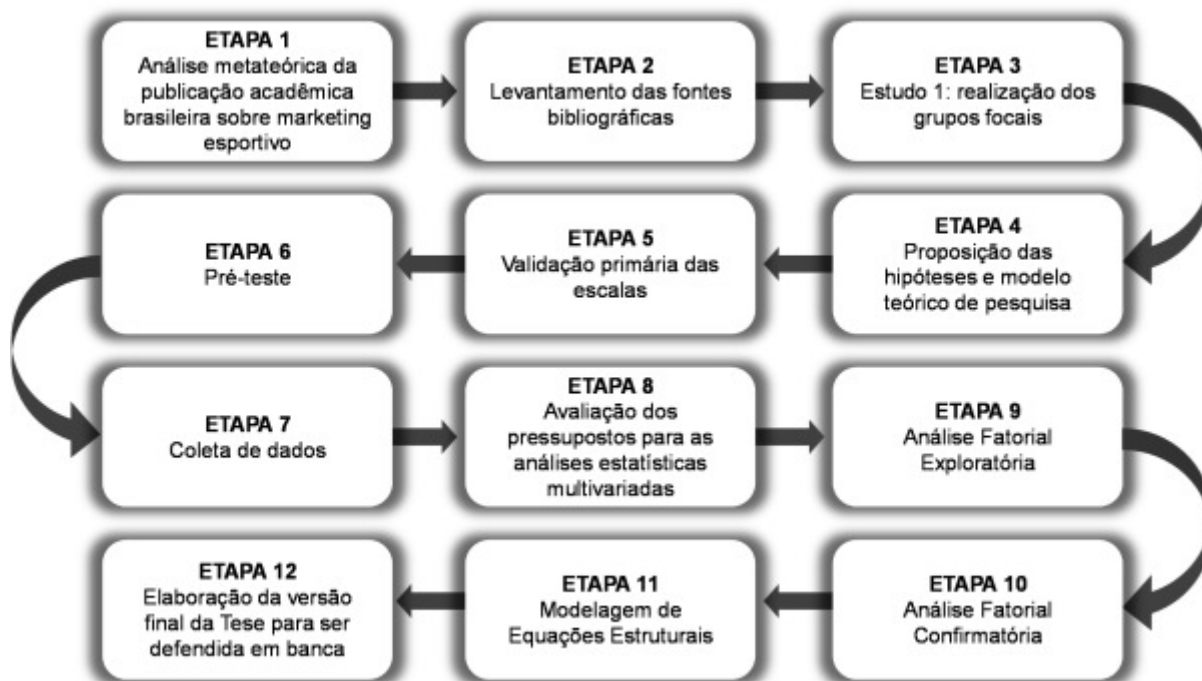 ETAPA 1
Análise metateórica da
publicação acadêmica
brasileira sobre marketing
esportivo
ETAPA 2
Levantamento das fontes
bibliográficas
ETAPA 3
Estudo 1: realização dos
grupos focais
ETAPA 4
Proposição das
hipóteses e modelo
teórico de pesquisa
ETAPA 5
Validação primária das
escalas
ETAPA 6
Pré-teste
ETAPA 7
Coleta de dados
ETAPA 8
Avaliação dos
pressupostos para as
análises estatísticas
multivariadas
ETAPA 9
Análise Fatorial
Exploratória
ETAPA 10
Análise Fatorial
Confirmatória
ETAPA 11
Modelagem de
Equações Estruturais
ETAPA 12
Elaboração da versão
final da Tese para ser
defendida em banca